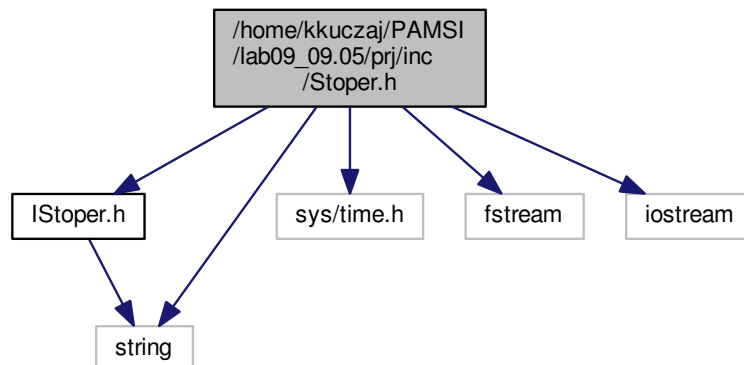 /home/kkuczaj/PAMSI
/lab09_09.05/prj/inc
/Stoper.h
IStoper.h
sys/time.h
fstream
iostream
string